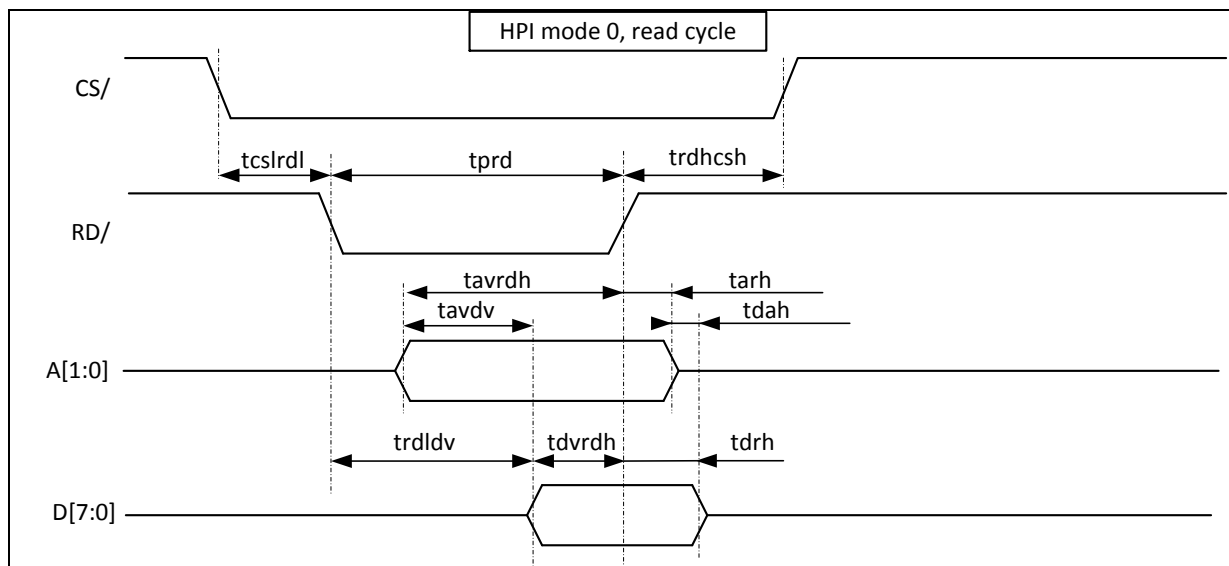 HPI mode 0, read cycle
CS/
tcslrdl tprd trdhcsh
RD/
tavrdh tarh
tavdv tdah
A[1:0]
trdldv tdvrdh tdrh
D[7:0]